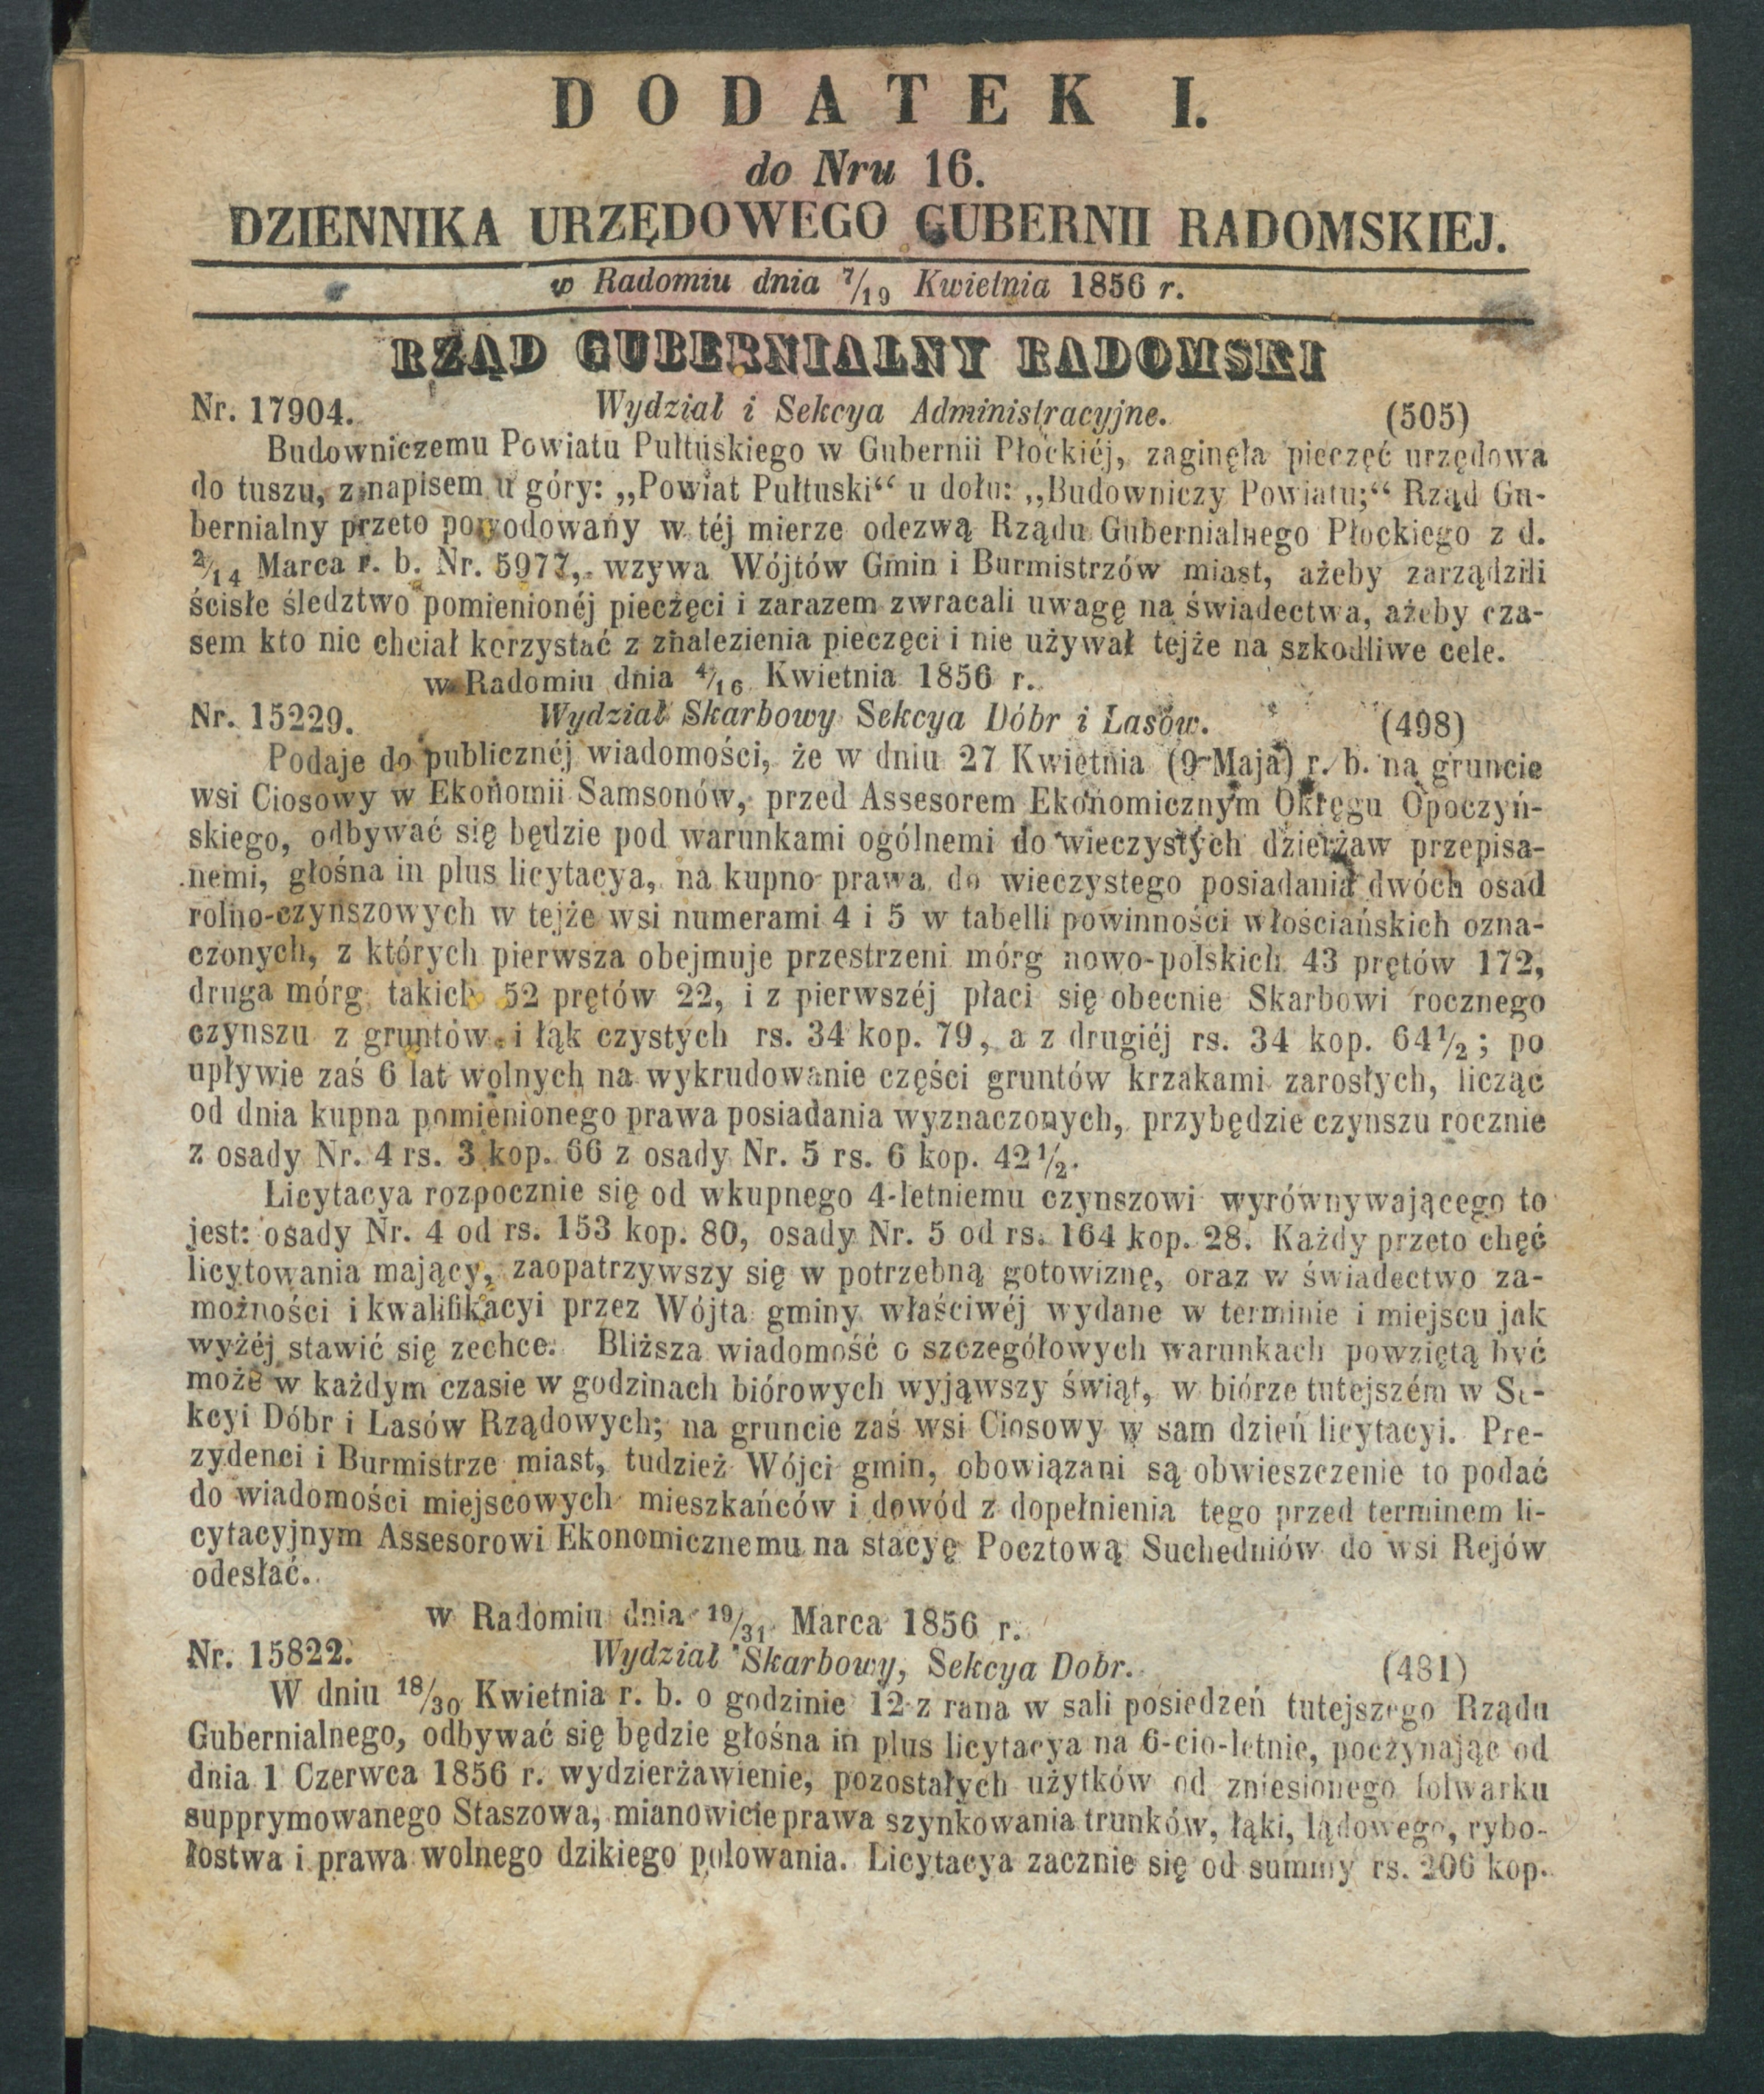 DODATEK I.
do Nru 16.
DZIENNIKA URZĘDOWEGO GUBERNII RADOMSKIEJ.
w Radomiu dnia 7/19 Kwietnia 1856 r.
RZĄD GUBERNIALNY RADOMSKI
Nr. 17904. Wydział i Sekcya Administracyjne. (505)
Budowniczemu Powiatu Pułtuskiego w Gubernii Płockiéj, zaginęła pieczęć urzędowa
do tuszu, z napisem u góry: „Powiat Pułtuski“ u dołu: „Budowniczy Powiatu;“ Rząd Gu-
bernialny przeto powodowany w téj mierze odezwą Rządu Gubernialnego Płockiego z d.
2/14 Marca r. b. Nr. 5977, wzywa Wójtów Gmin i Burmistrzów miast, ażeby zarządzili
ścisłe śledztwo pomienionéj pieczęci i zarazem zwracali uwagę na świadectwa, ażeby cza-
sem kto nie chciał korzystać z znalezienia pieczęci i nie używał tejże na szkodliwe cele.
w Radomiu dnia 4/16 Kwietnia 1856 r.
Nr. 15229. Wydział Skarbowy Sekcya Dóbr i Lasów. (498)
Podaje do publicznéj wiadomości, że w dniu 27 Kwietnia (9 Maja) r. b. na gruncie
wsi Ciosowy w Ekonomii Samsonów, przed Assesorem Ekonomicznym Okręgu Opoczyń-
skiego, odbywać się będzie pod warunkami ogólnemi do wieczystych dzierżaw przepisa-
nemi, głośna in plus licytacya, na kupno prawa do wieczystego posiadania dwóch osad
rolno-czynszowych w tejże wsi numerami 4 i 5 w tabelli powinności włościańskich ozna-
czonych, z których pierwsza obejmuje przestrzeni mórg nowo-polskich 43 prętów 172,
druga mórg takich 52 prętów 22, i z pierwszéj płaci się obecnie Skarbowi rocznego
czynszu z gruntów i łąk czystych rs. 34 kop. 79, a z drugiéj rs. 34 kop. 64½; po
upływie zaś 6 lat wolnych na wykrudowanie części gruntów krzakami zarosłych, licząc
od dnia kupna pomienionego prawa posiadania wyznaczonych, przybędzie czynszu rocznie
z osady Nr. 4 rs. 3 kop. 66 z osady Nr. 5 rs. 6 kop. 42½.
Licytacya rozpocznie się od wkupnego 4-letniemu czynszowi wyrównywającego to
jest: osady Nr. 4 od rs. 153 kop. 80, osady Nr. 5 od rs. 164 kop. 28. Każdy przeto chęć
licytowania mający, zaopatrzywszy się w potrzebną gotowiznę, oraz w świadectwo za-
możności i kwalifikacyi przez Wójta gminy właściwéj wydane w terminie i miejscu jak
wyżéj stawić się zechce. Bliższa wiadomość o szczegółowych warunkach powziętą być
może w każdym czasie w godzinach biórowych wyjąwszy świąt, w biórze tutejszém w Se-
kcyi Dóbr i Lasów Rządowych; na gruncie zaś wsi Ciosowy w sam dzień licytacyi. Pre-
zydenci i Burmistrze miast, tudzież Wójci gmin, obowiązani są obwieszczenie to podać
do wiadomości miejscowych mieszkańców i dowód z dopełnienia tego przed terminem li-
cytacyjnym Assesorowi Ekonomicznemu na stacyę Pocztową Suchedniów do wsi Rejów
odesłać.
w Radomiu dnia 19/31 Marca 1856 r.
Nr. 15822. Wydział Skarbowy, Sekcya Dobr. (481)
W dniu 18/30 Kwietnia r. b. o godzinie 12 z rana w sali posiedzeń tutejszego Rządu
Gubernialnego, odbywać się będzie głośna in plus licytacya na 6-cio-letnie, poczynając od
dnia 1 Czerwca 1856 r. wydzierżawienie, pozostałych użytków od zniesionego folwarku
supprymowanego Staszowa, mianowicie prawa szynkowania trunków, łąki, lądowego, rybo-
łostwa i prawa wolnego dzikiego polowania. Licytacya zacznie się od summy rs. 206 kop.